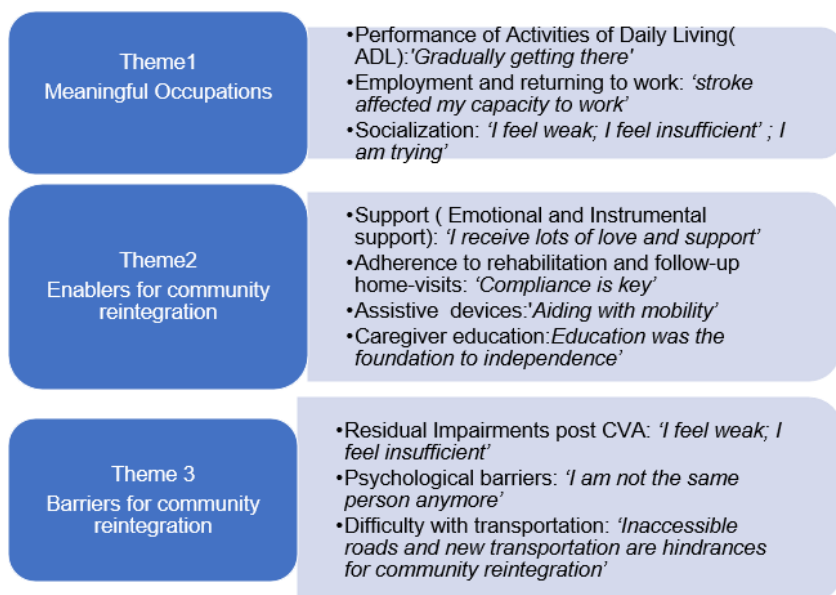 Theme1
Meaningful Occupations
•Performance of Activities of Daily Living(
ADL):'Gradually getting there'
•Employment and returning to work: ‘stroke
affected my capacity to work’
•Socialization: ‘I feel weak; I feel insufficient’ ; I
am trying’
Theme2
Enablers for community
reintegration
•Support ( Emotional and Instrumental
support): ‘I receive lots of love and support’
•Adherence to rehabilitation and follow-up
home-visits: ‘Compliance is key’
•Assistive devices:'Aiding with mobility’
•Caregiver education:Education was the
foundation to independence’
Theme 3
Barriers for community
reintegration
•Residual Impairments post CVA: ‘I feel weak; I
feel insufficient’
•Psychological barriers: ‘I am not the same
person anymore’
•Difficulty with transportation: ‘Inaccessible
roads and new transportation are hindrances
for community reintegration’